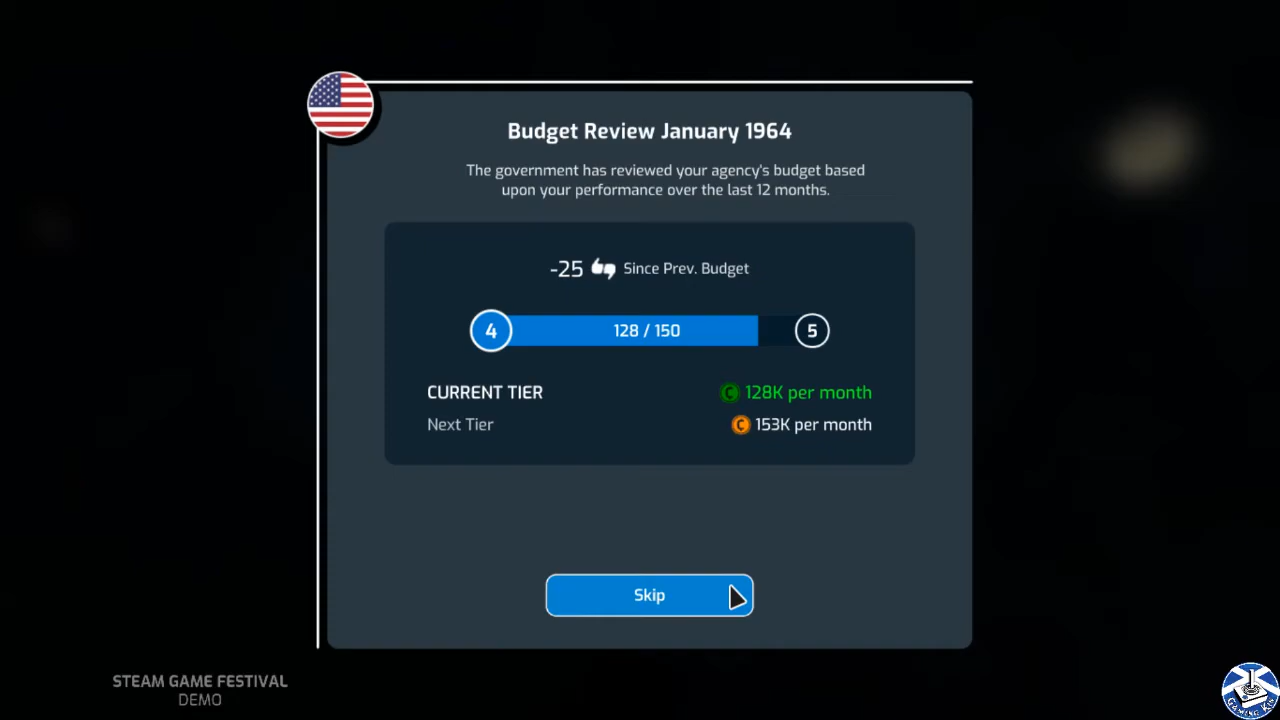 Budget Review January 1964
The government has reviewed your agency's budget based
upon your performance over the last 12 months.
-25 Since Prev. Budget
4 128 / 150 5
CURRENT TIER C 128K per month
Next Tier C 153K per month
Skip
STEAM GAME FESTIVAL
DEMO